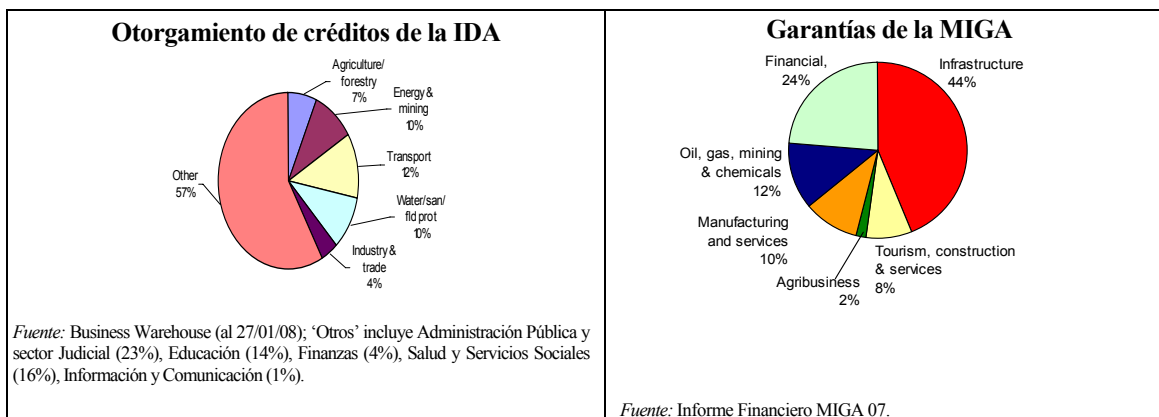 Otorgamiento de créditos de la IDA
Agriculture/
forestry
7%
Energy &
mining
10%
Transport
12%
Water/san/
fld prot
10%
Industry &
trade
4%
Other
57%
Fuente: Business Warehouse (al 27/01/08); ‘Otros’ incluye Administración Pública y
sector Judicial (23%), Educación (14%), Finanzas (4%), Salud y Servicios Sociales
(16%), Información y Comunicación (1%).
Garantías de la MIGA
Financial,
24%
Infrastructure
44%
Oil, gas, mining
& chemicals
12%
Manufacturing
and services
10%
Agribusiness
2%
Tourism, construction
& services
8%
Fuente: Informe Financiero MIGA 07.